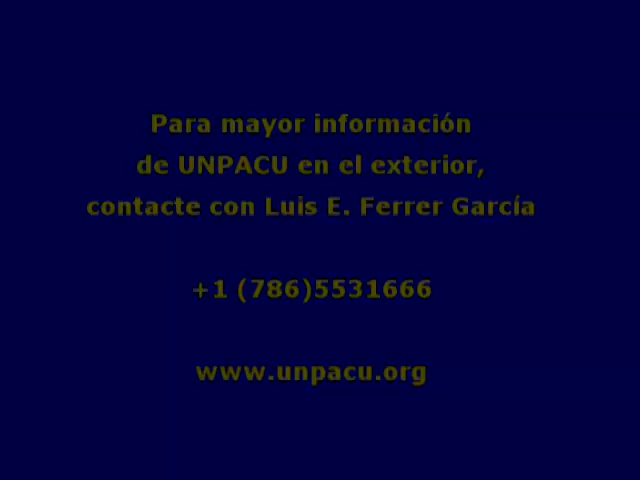 Para mayor información
de UNPACU en el exterior,
contacte con Luis E. Ferrer García
+1 (786)5531666
www.unpacu.org